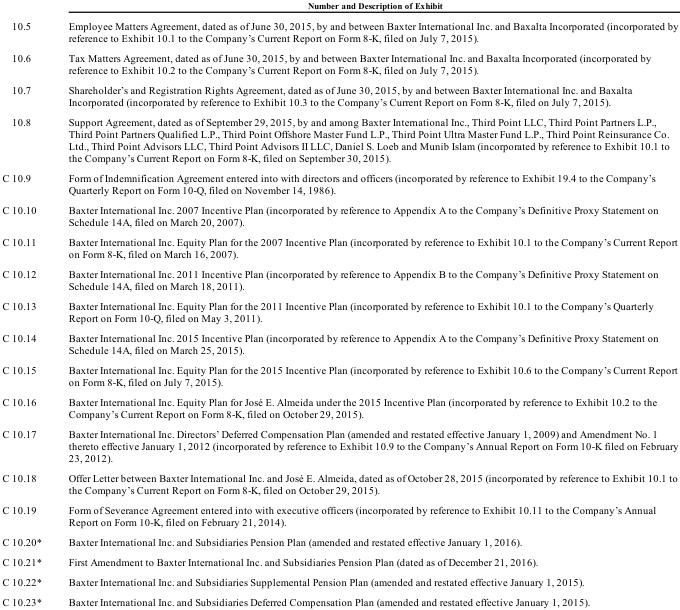 Number and Description of Exhibit
10.5 Employee Matters Agreement, dated as of June 30, 2015, by and between Baxter International Inc. and Baxalta Incorporated (incorporated by
reference to Exhibit 10.1 to the Company's Current Report on Form 8-K, filed on July 7, 2015).
10.6 Tax Matters Agreement, dated as of June 30, 2015, by and between Baxter International Inc. and Baxalta Incorporated (incorporated by
reference to Exhibit 10.2 to the Company's Current Report on Form 8-K, filed on July 7, 2015).
10.7 Shareholder's and Registration Rights Agreement, dated as of June 30, 2015, by and between Baxter International Inc. and Baxalta
Incorporated (incorporated by reference to Exhibit 10.3 to the Company's Current Report on Form 8-K, filed on July 7, 2015).
10.8 Support Agreement, dated as of September 29, 2015, by and among Baxter International Inc., Third Point LLC, Third Point Partners L.P.,
Third Point Partners Qualified L.P., Third Point Offshore Master Fund L.P., Third Point Ultra Master Fund L.P., Third Point Reinsurance Co.
Ltd., Third Point Advisors LLC, Third Point Advisors II LLC, Daniel S. Loeb and Munib Islam (incorporated by reference to Exhibit 10.1 to
the Company's Current Report on Form 8-K, filed on September 30, 2015).
C 10.9 Form of Indemnification Agreement entered into with directors and officers (incorporated by reference to Exhibit 19.4 to the Company's
Quarterly Report on Form 10-Q, filed on November 14, 1986).
C 10.10 Baxter International Inc. 2007 Incentive Plan (incorporated by reference to Appendix A to the Company's Definitive Proxy Statement on
Schedule 14A, filed on March 20, 2007).
C 10.11 Baxter International Inc. Equity Plan for the 2007 Incentive Plan (incorporated by reference to Exhibit 10.1 to the Company's Current Report
on Form 8-K, filed on March 16, 2007).
C 10.12 Baxter International Inc. 2011 Incentive Plan (incorporated by reference to Appendix B to the Company's Definitive Proxy Statement on
Schedule 14A, filed on March 18, 2011).
C 10.13 Baxter International Inc. Equity Plan for the 2011 Incentive Plan (incorporated by reference to Exhibit 10.1 to the Company's Quarterly
Report on Form 10-Q, filed on May 3, 2011).
C 10.14 Baxter International Inc. 2015 Incentive Plan (incorporated by reference to Appendix A to the Company's Definitive Proxy Statement on
Schedule 14A, filed on March 25, 2015).
C 10.15 Baxter International Inc. Equity Plan for the 2015 Incentive Plan (incorporated by reference to Exhibit 10.6 to the Company's Current Report
on Form 8-K, filed on July 7, 2015).
C 10.16 Baxter International Inc. Equity Plan for José E. Almeida under the 2015 Incentive Plan (incorporated by reference to Exhibit 10.2 to the
Company's Current Report on Form 8-K, filed on October 29, 2015).
C 10.17 Baxter International Inc. Directors' Deferred Compensation Plan (amended and restated effective January 1, 2009) and Amendment No. 1
thereto effective January 1, 2012 (incorporated by reference to Exhibit 10.9 to the Company's Annual Report on Form 10-K filed on February
23, 2012).
C 10.18 Offer Letter between Baxter International Inc. and José E. Almeida, dated as of October 28, 2015 (incorporated by reference to Exhibit 10.1 to
the Company's Current Report on Form 8-K, filed on October 29, 2015).
C 10.19 Form of Severance Agreement entered into with executive officers (incorporated by reference to Exhibit 10.11 to the Company's Annual
Report on Form 10-K, filed on February 21, 2014).
C 10.20* Baxter International Inc. and Subsidiaries Pension Plan (amended and restated effective January 1, 2016).
C 10.21* First Amendment to Baxter International Inc. and Subsidiaries Pension Plan (dated as of December 21, 2016).
C 10.22* Baxter International Inc. and Subsidiaries Supplemental Pension Plan (amended and restated effective January 1, 2015).
C 10.23* Baxter International Inc. and Subsidiaries Deferred Compensation Plan (amended and restated effective January 1, 2015).